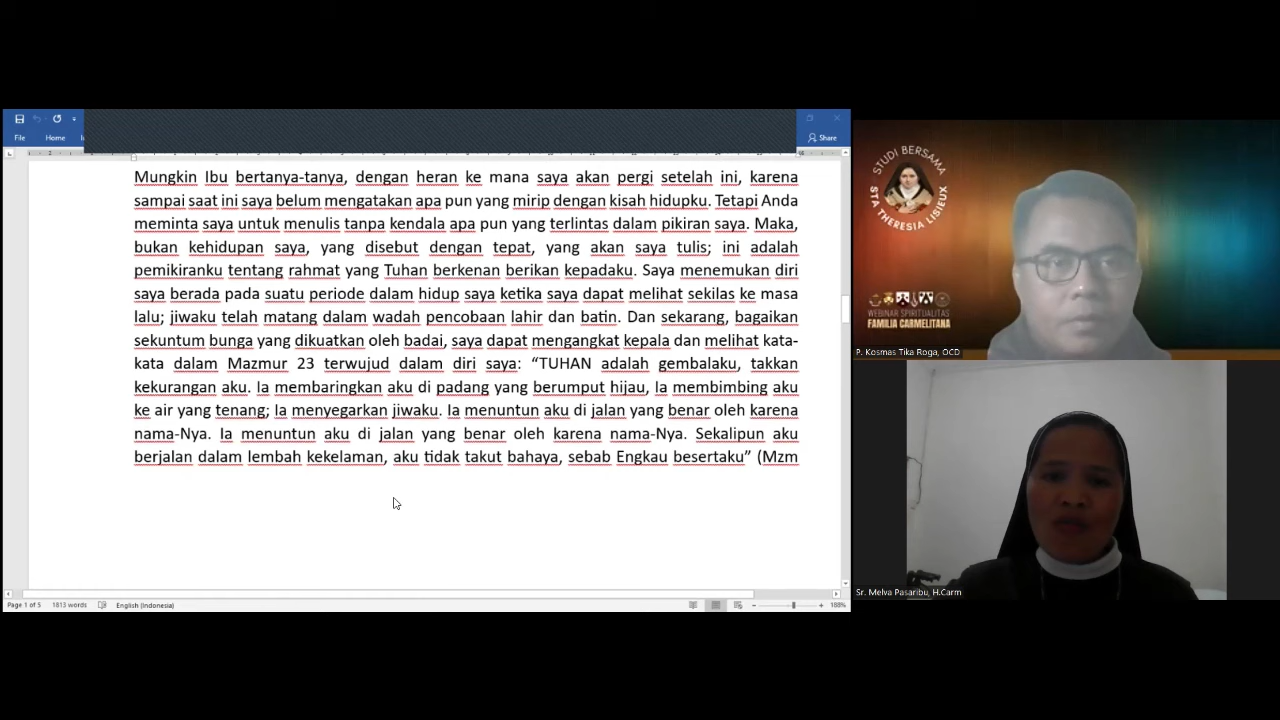 File Home
Share
Mungkin Ibu bertanya-tanya, dengan heran ke mana saya akan pergi setelah ini, karena
sampai saat ini saya belum mengatakan apa pun yang mirip dengan kisah hidupku. Tetapi Anda
meminta saya untuk menulis tanpa kendala apa pun yang terlintas dalam pikiran saya. Maka,
bukan kehidupan saya, yang disebut dengan tepat, yang akan saya tulis; ini adalah
pemikiranku tentang rahmat yang Tuhan berkenan berikan kepadaku. Saya menemukan diri
saya berada pada suatu periode dalam hidup saya ketika saya dapat melihat sekilas ke masa
lalu; jiwaku telah matang dalam wadah pencobaan lahir dan batin. Dan sekarang, bagaikan
sekuntum bunga yang dikuatkan oleh badai, saya dapat mengangkat kepala dan melihat kata-
kata dalam Mazmur 23 terwujud dalam diri saya: “TUHAN adalah gembalaku, takkan
kekurangan aku. Ia membaringkan aku di padang yang berumput hijau, Ia membimbing aku
ke air yang tenang; Ia menyegarkan jiwaku. Ia menuntun aku di jalan yang benar oleh karena
nama-Nya. Ia menuntun aku di jalan yang benar oleh karena nama-Nya. Sekalipun aku
berjalan dalam lembah kekelaman, aku tidak takut bahaya, sebab Engkau besertaku” (Mzm
Page 1 of 5 1813 words English (Indonesia) 188%
STUDI BERSAMA
STA THERESIA LISIEUX
WEBINAR SPIRITUALITAS
FAMILIA CARMELITANA
P. Kosmas Tika Roga, OCD
Sr. Melva Pasaribu, H.Carm